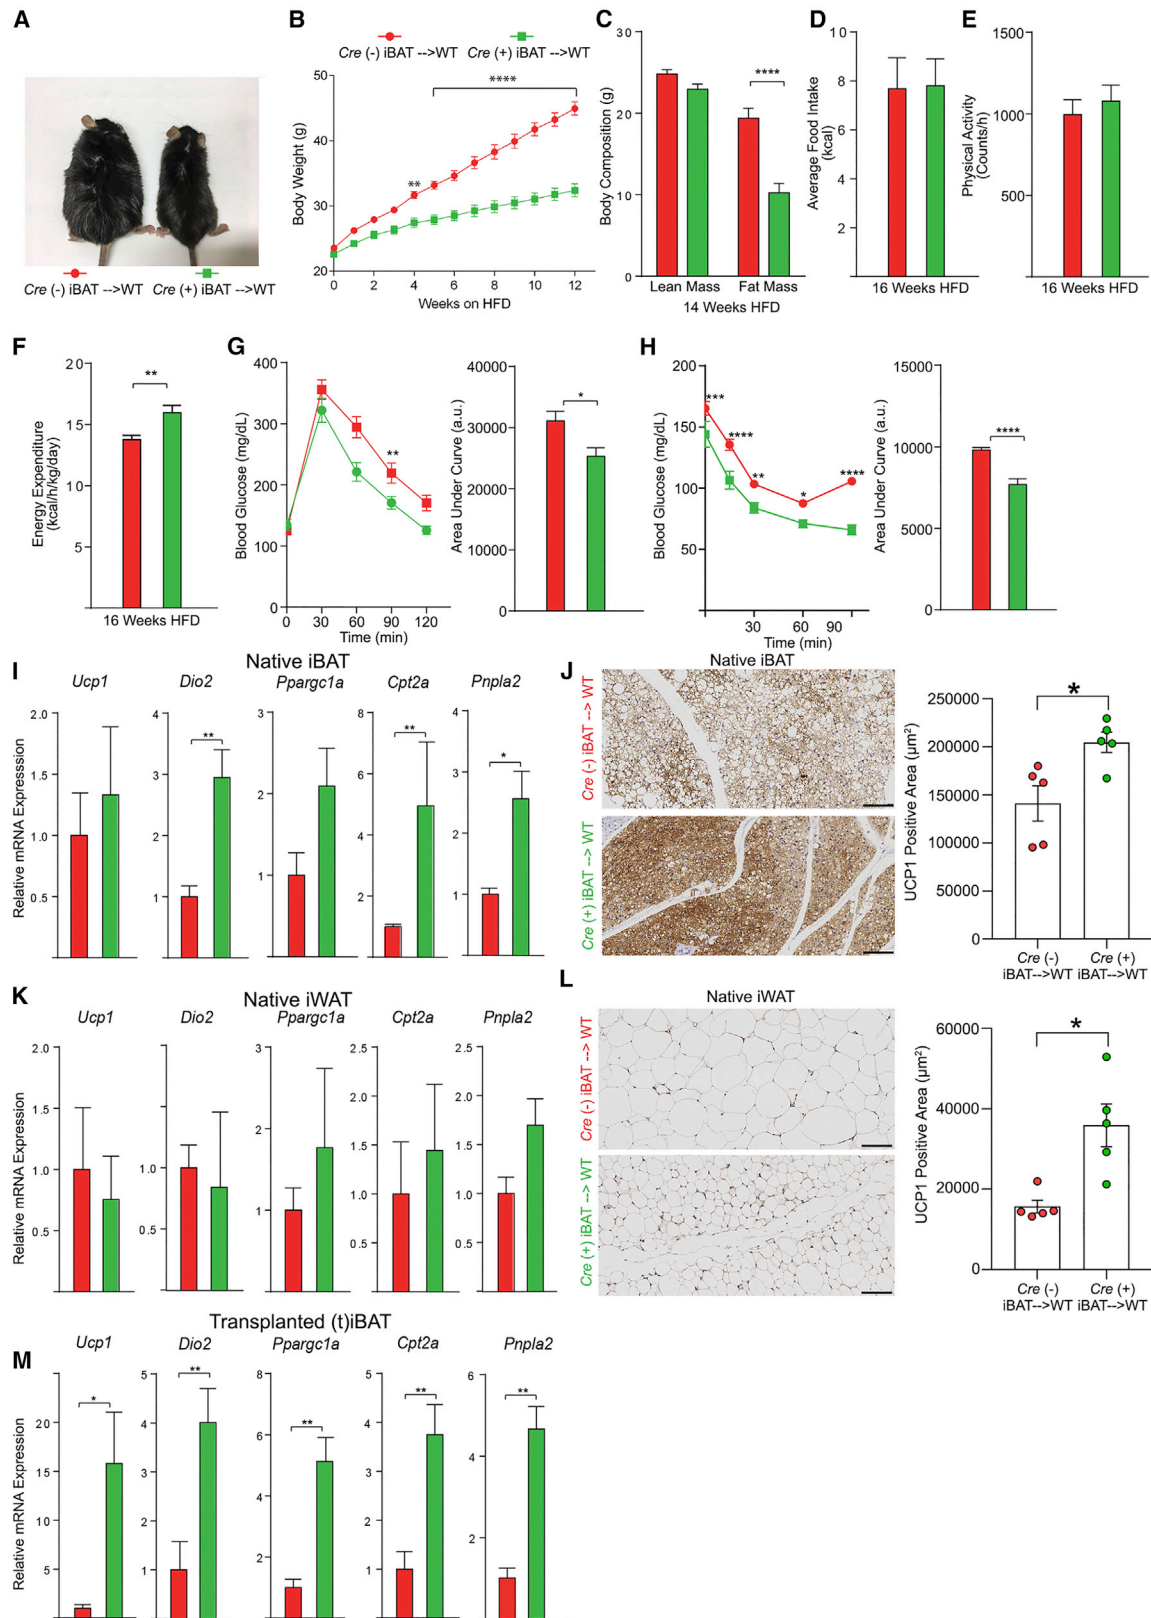 A
Cre (-) iBAT -->WT
Cre (+) iBAT -->WT
B
Cre (-) iBAT -->WT
Cre (+) iBAT -->WT
Body Weight (g)
50
40
30
20
**
****
0 2 4 6 8 10 12
Weeks on HFD
C
Body Composition (g)
30
20
10
0
****
Lean Mass Fat Mass
14 Weeks HFD
D
Average Food Intake
(kcal)
10
8
6
4
2
16 Weeks HFD
E
Physical Activity
(Counts/h)
1500
1000
500
16 Weeks HFD
F
Energy Expenditure
(kcal/h/kg/day)
20
15
10
5
**
16 Weeks HFD
G
Blood Glucose (mg/dL)
400
300
200
100
0
**
0 30 60 90 120
Time (min)
Area Under Curve (a.u.)
40000
30000
20000
10000
0
*
H
Blood Glucose (mg/dL)
200
150
100
50
***
****
**
*
****
30 60 90
Time (min)
Area Under Curve (a.u.)
15000
10000
5000
0
****
I
Native iBAT
Relative mRNA Expresssion
Ucp1
2.0
1.5
1.0
0.5
Dio2
4
3
2
1
**
Ppargc1a
3
2
1
Cpt2a
8
6
4
2
**
Pnpla2
4
3
2
1
*
J
Native iBAT
Cre (-) iBAT --> WT
Cre (+) iBAT --> WT
UCP1 Positive Area (µm²)
250000
200000
150000
100000
50000
0
*
Cre (-) Cre (+)
iBAT-->WT iBAT-->WT
K
Native iWAT
Relative mRNA Expression
Ucp1
2.0
1.5
1.0
0.5
Dio2
1.0
0.5
Ppargc1a
3
2
1
Cpt2a
2.5
2.0
1.5
1.0
0.5
Pnpla2
2.5
2.0
1.5
1.0
0.5
L
Native iWAT
Cre (-) iBAT --> WT
Cre (+) iBAT --> WT
UCP1 Positive Area (µm²)
60000
40000
20000
0
*
Cre (-) Cre (+)
iBAT-->WT iBAT-->WT
M
Transplanted (t)iBAT
Relative mRNA Expression
Ucp1
20
15
10
5
*
Dio2
5
4
3
2
1
**
Ppargc1a
8
6
4
2
**
Cpt2a
5
4
3
2
1
**
Pnpla2
6
4
2
**